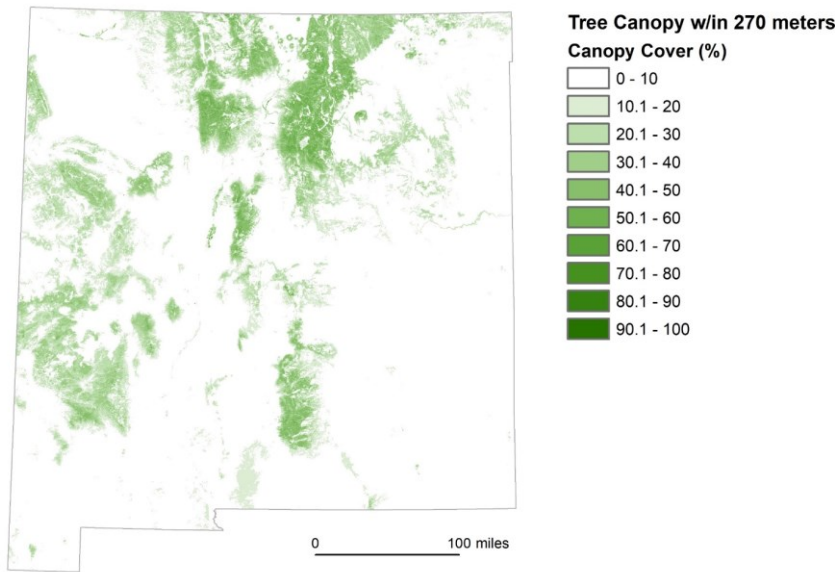 Tree Canopy w/in 270 meters
Canopy Cover (%)
0 - 10
10.1 - 20
20.1 - 30
30.1 - 40
40.1 - 50
50.1 - 60
60.1 - 70
70.1 - 80
80.1 - 90
90.1 - 100
0 100 miles